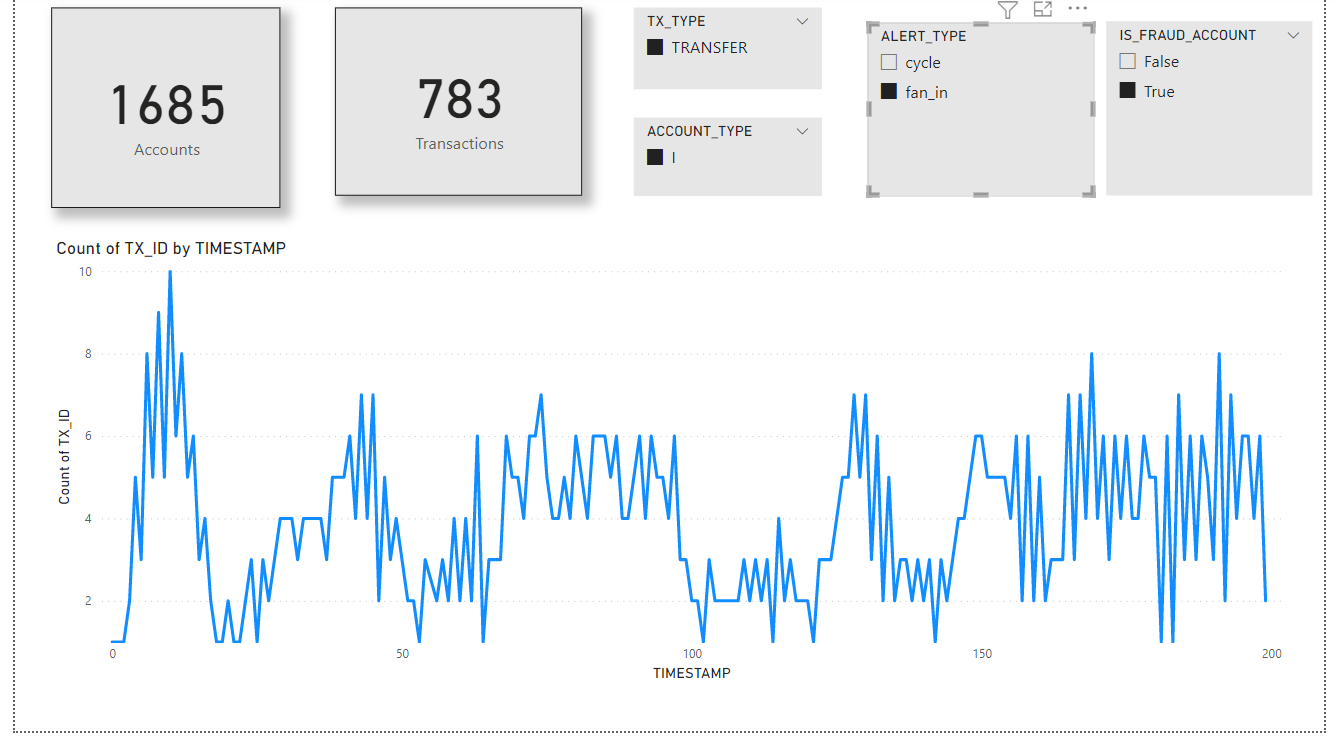 1685
Accounts
783
Transactions
TX_TYPE
TRANSFER
ACCOUNT_TYPE
I
ALERT_TYPE
cycle
fan_in
IS_FRAUD_ACCOUNT
False
True
Count of TX_ID by TIMESTAMP
Count of TX_ID
10
8
6
4
2
0
50
100
150
200
TIMESTAMP